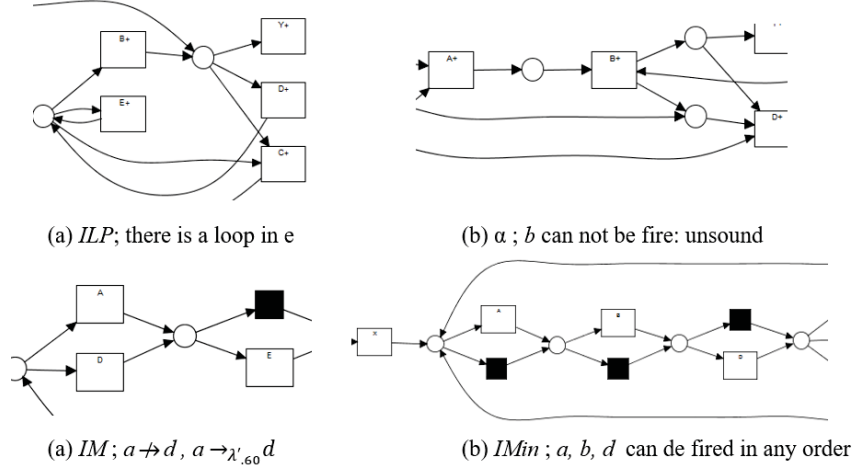 Y+
B+
D+
E+
C+
A+
B+
D+
(a) ILP; there is a loop in e
(b) α ; b can not be fire: unsound
A
D
E
A
B
D
(a) IM ; a ↛ d , a →λ′,60 d
(b) IMin ; a, b, d can de fired in any order